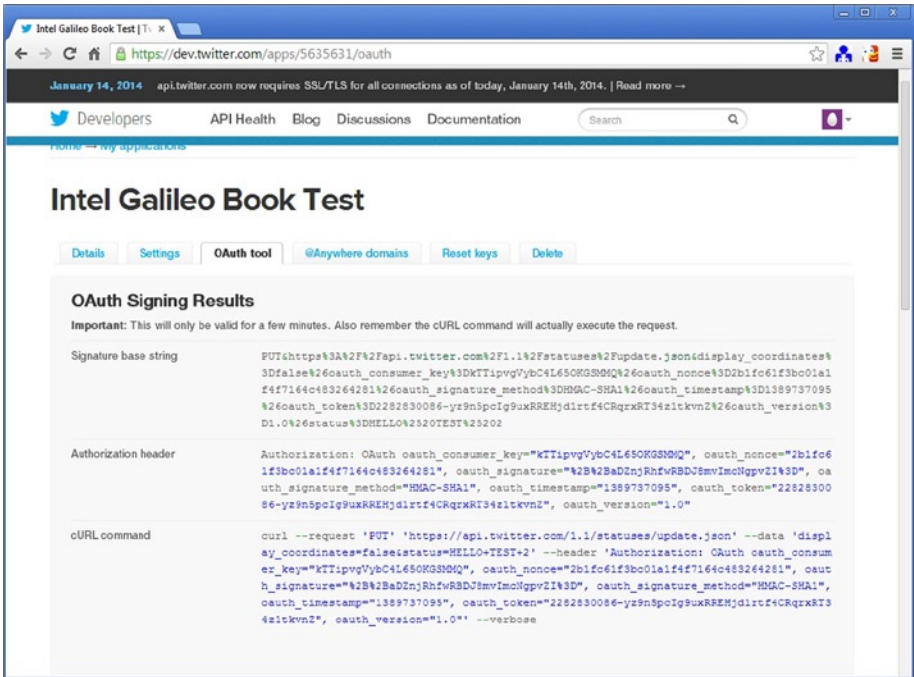 Intel Galileo Book Test | Tw
https://dev.twitter.com/apps/5635631/oauth
January 14, 2014 api.twitter.com now requires SSL/TLS for all connections as of today, January 14th, 2014. | Read more →
Developers API Health Blog Discussions Documentation Search
Home → My applications
Intel Galileo Book Test
Details Settings OAuth tool @Anywhere domains Reset keys Delete
OAuth Signing Results
Important: This will only be valid for a few minutes. Also remember the cURL command will actually execute the request.
Signature base string PUT&https%3A%2F%2Fapi.twitter.com%2F1.1%2Fstatuses%2Fupdate.json&display_coordinates%
3Dfalse%26oauth_consumer_key%3DkTTipvgVybC4L65OKGSMMQ%26oauth_nonce%3D2b1fc61f3bc01a1
f4f7164c483264281%26oauth_signature_method%3DHMAC-SHA1%26oauth_timestamp%3D1389737095
%26oauth_token%3D2282830086-yz9n5pcIg9uxRREHjd1rtf4CRqrxRT34z1tkvnZ%26oauth_version%3
D1.0%26status%3DHELLO%2520TEST%25202
Authorization header Authorization: OAuth oauth_consumer_key="kTTipvgVybC4L65OKGSMMQ", oauth_nonce="2b1fc6
1f3bc01a1f4f7164c483264281", oauth_signature="%2B%2BaDZnjRhfwRBDJ8mvImcNgpvZI%3D", oa
uth_signature_method="HMAC-SHA1", oauth_timestamp="1389737095", oauth_token="22828300
86-yz9n5pcIg9uxRREHjd1rtf4CRqrxRT34z1tkvnZ", oauth_version="1.0"
cURL command curl --request 'PUT' 'https://api.twitter.com/1.1/statuses/update.json' --data 'displ
ay_coordinates=false&status=HELLO+TEST+2' --header 'Authorization: OAuth oauth_consum
er_key="kTTipvgVybC4L65OKGSMMQ", oauth_nonce="2b1fc61f3bc01a1f4f7164c483264281", oaut
h_signature="%2B%2BaDZnjRhfwRBDJ8mvImcNgpvZI%3D", oauth_signature_method="HMAC-SHA1",
oauth_timestamp="1389737095", oauth_token="2282830086-yz9n5pcIg9uxRREHjd1rtf4CRqrxRT3
4z1tkvnZ", oauth_version="1.0"' --verbose